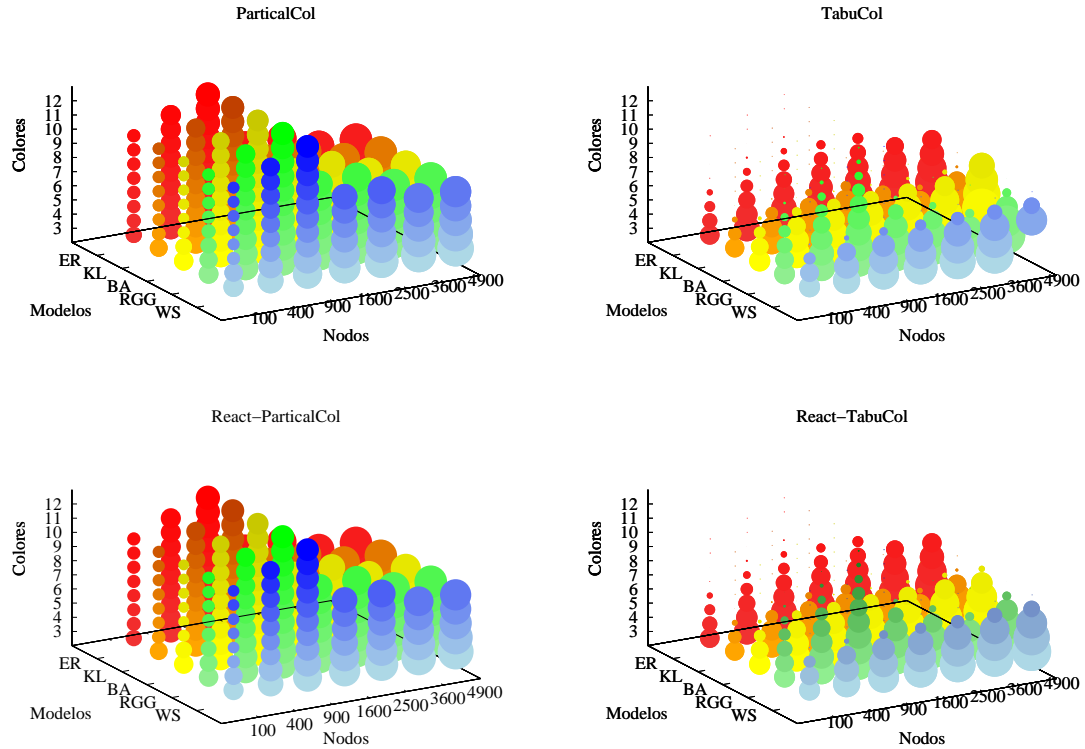 ParticalCol
Colores
12
11
10
9
8
7
6
5
4
3
ER
KL
BA
RGG
WS
Modelos
100
400
900
1600
2500
3600
4900
Nodos
TabuCol
Colores
12
11
10
9
8
7
6
5
4
3
ER
KL
BA
RGG
WS
Modelos
100
400
900
1600
2500
3600
4900
Nodos
React−ParticalCol
Colores
12
11
10
9
8
7
6
5
4
3
ER
KL
BA
RGG
WS
Modelos
100
400
900
1600
2500
3600
4900
Nodos
React−TabuCol
Colores
12
11
10
9
8
7
6
5
4
3
ER
KL
BA
RGG
WS
Modelos
100
400
900
1600
2500
3600
4900
Nodos